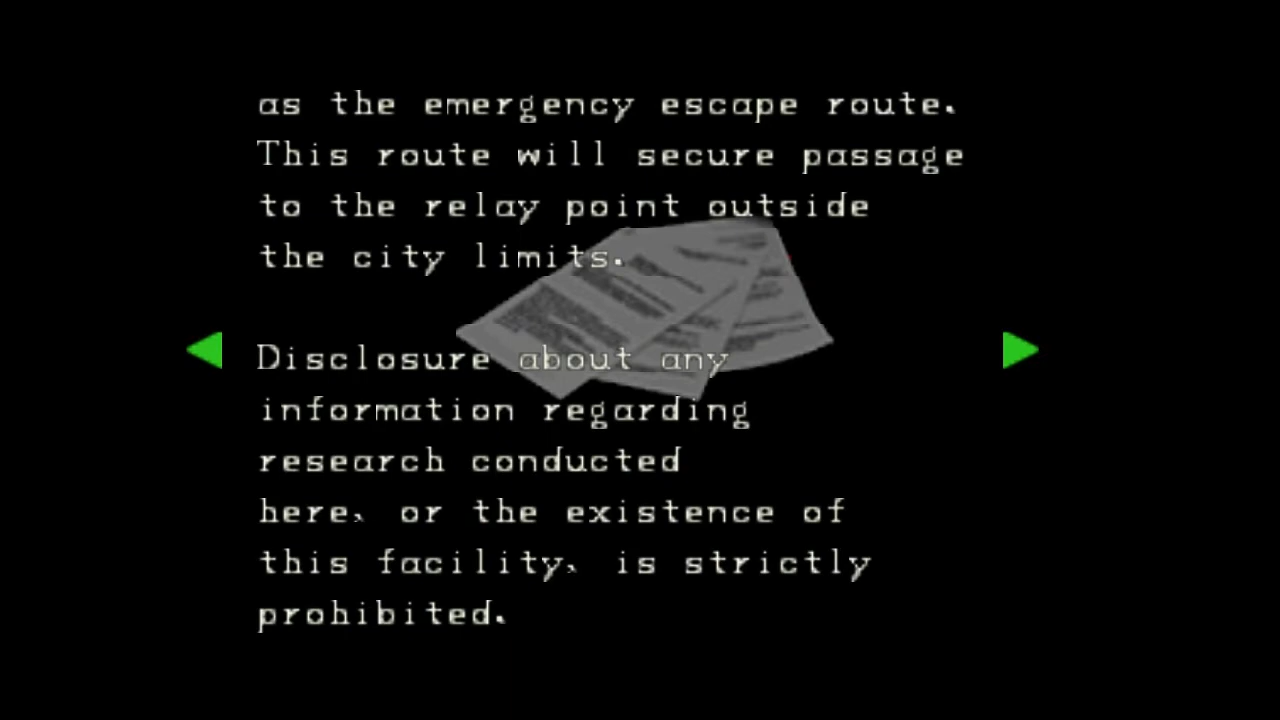 as the emergency escape route.
This route will secure passage
to the relay point outside
the city limits.
Disclosure about any
information regarding
research conducted
here, or the existence of
this facility, is strictly
prohibited.